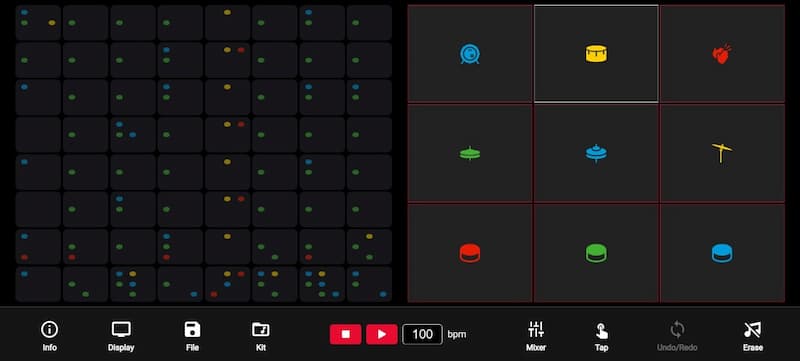 Info
Display
File
Kit
100 bpm
Mixer
Tap
Undo/Redo
Erase